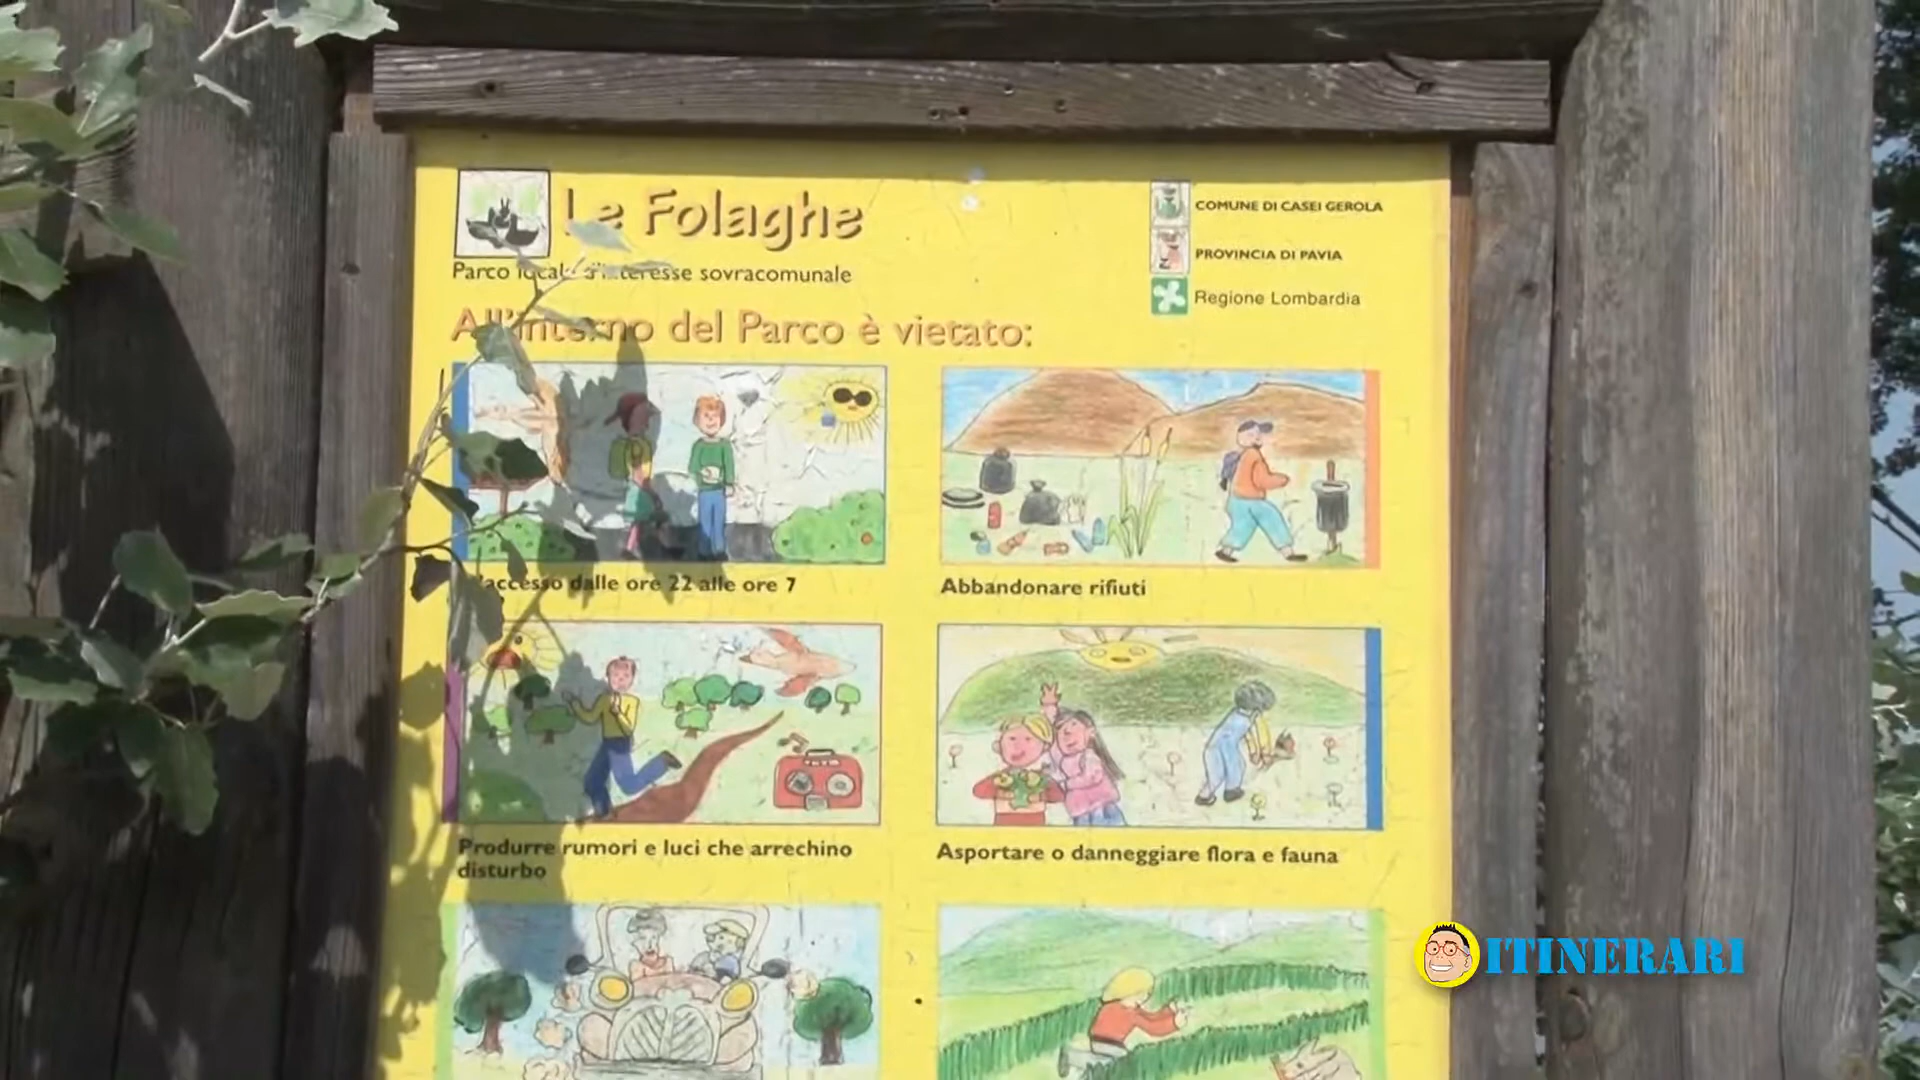 Le Folaghe
Parco locale d'interesse sovracomunale
COMUNE DI CASEI GEROLA
PROVINCIA DI PAVIA
Regione Lombardia
All'interno del Parco è vietato:
L'accesso dalle ore 22 alle ore 7
Abbandonare rifiuti
Produrre rumori e luci che arrechino
disturbo
Asportare o danneggiare flora e fauna
ITINERARI